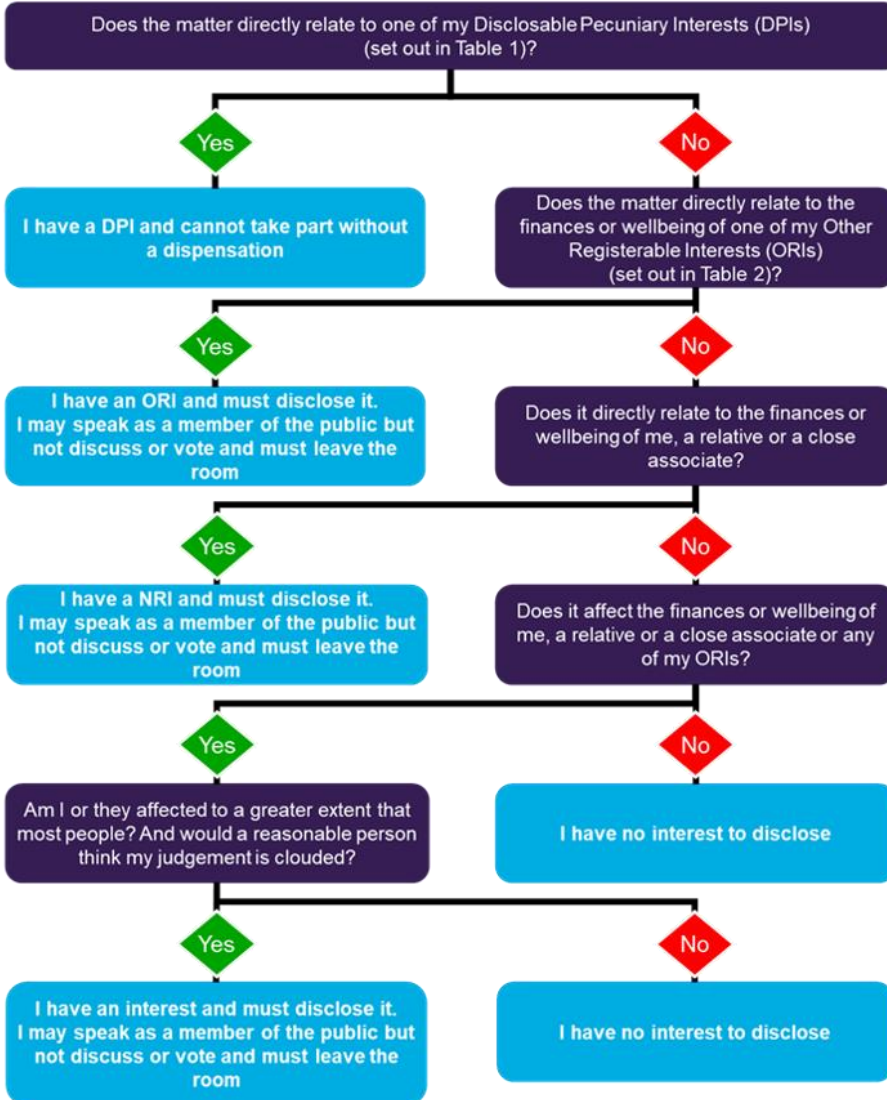 Does the matter directly relate to one of my Disclosable Pecuniary Interests (DPIs)
(set out in Table 1)?
Yes
No
I have a DPI and cannot take part without
a dispensation
Does the matter directly relate to the
finances or wellbeing of one of my Other
Registerable Interests (ORIs)
(set out in Table 2)?
Yes
No
I have an ORI and must disclose it.
I may speak as a member of the public but
not discuss or vote and must leave the
room
Does it directly relate to the finances or
wellbeing of me, a relative or a close
associate?
Yes
No
I have a NRI and must disclose it.
I may speak as a member of the public but
not discuss or vote and must leave the
room
Does it affect the finances or wellbeing of
me, a relative or a close associate or any
of my ORIs?
Yes
No
Am I or they affected to a greater extent that
most people? And would a reasonable person
think my judgement is clouded?
I have no interest to disclose
Yes
No
I have an interest and must disclose it.
I may speak as a member of the public but
not discuss or vote and must leave the
room
I have no interest to disclose